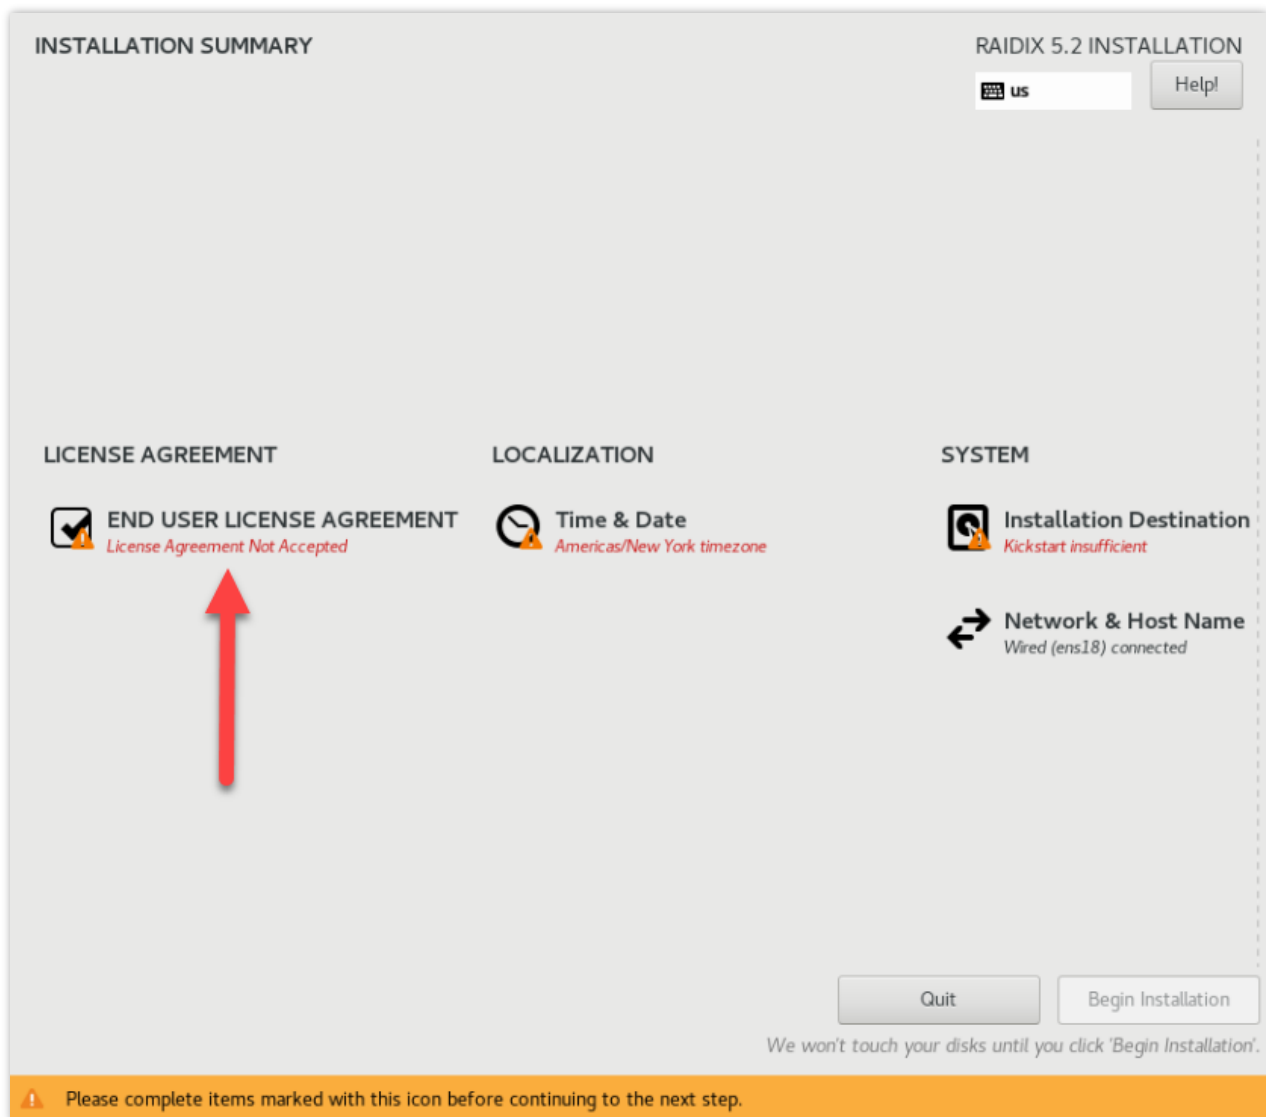 INSTALLATION SUMMARY
RAIDIX 5.2 INSTALLATION
us
Help!
LICENSE AGREEMENT
END USER LICENSE AGREEMENT
License Agreement Not Accepted
LOCALIZATION
Time & Date
Americas/New York timezone
SYSTEM
Installation Destination
Kickstart insufficient
Network & Host Name
Wired (ens18) connected
Quit
Begin Installation
We won't touch your disks until you click 'Begin Installation'.
Please complete items marked with this icon before continuing to the next step.